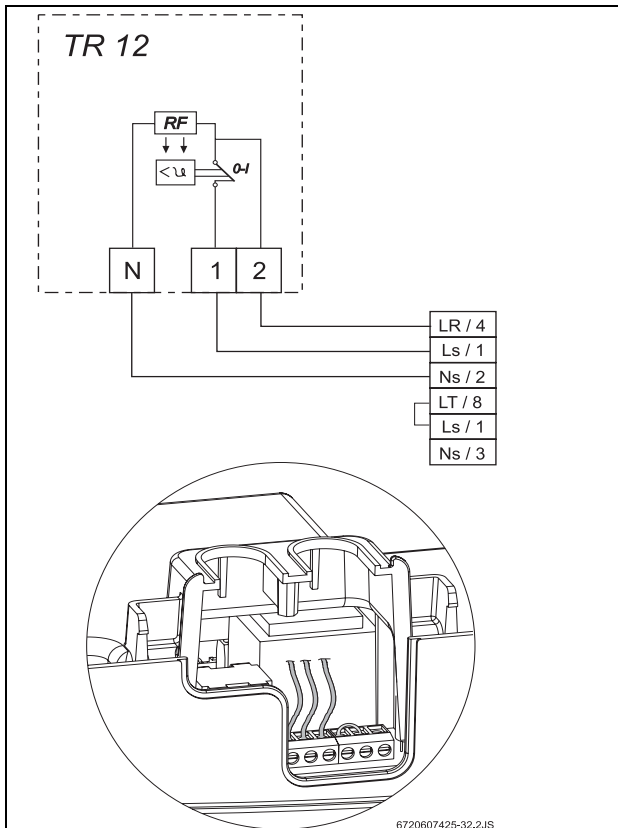 TR 12
RF
< ϑ
0-I
N
1
2
LR / 4
Ls / 1
Ns / 2
LT / 8
Ls / 1
Ns / 3
6720607425-32.2JS